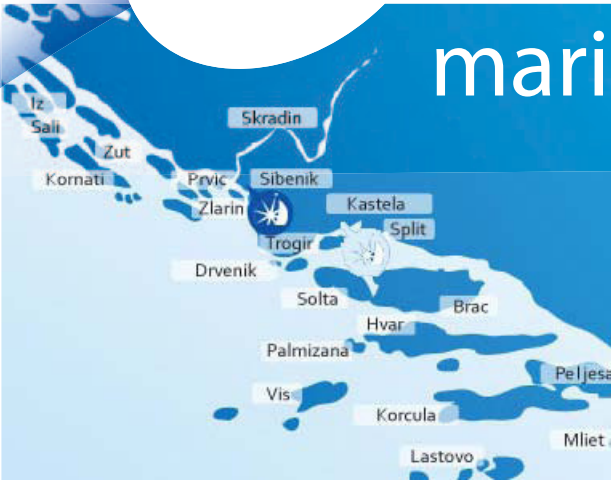 mari
Iz
Sali
Skradin
Zut
Kornati
Prvic
Sibenik
Zlarin
Kastela
Split
Trogir
Drvenik
Solta
Brac
Hvar
Palmizana
Peljesa
Vis
Korcula
Mliet
Lastovo